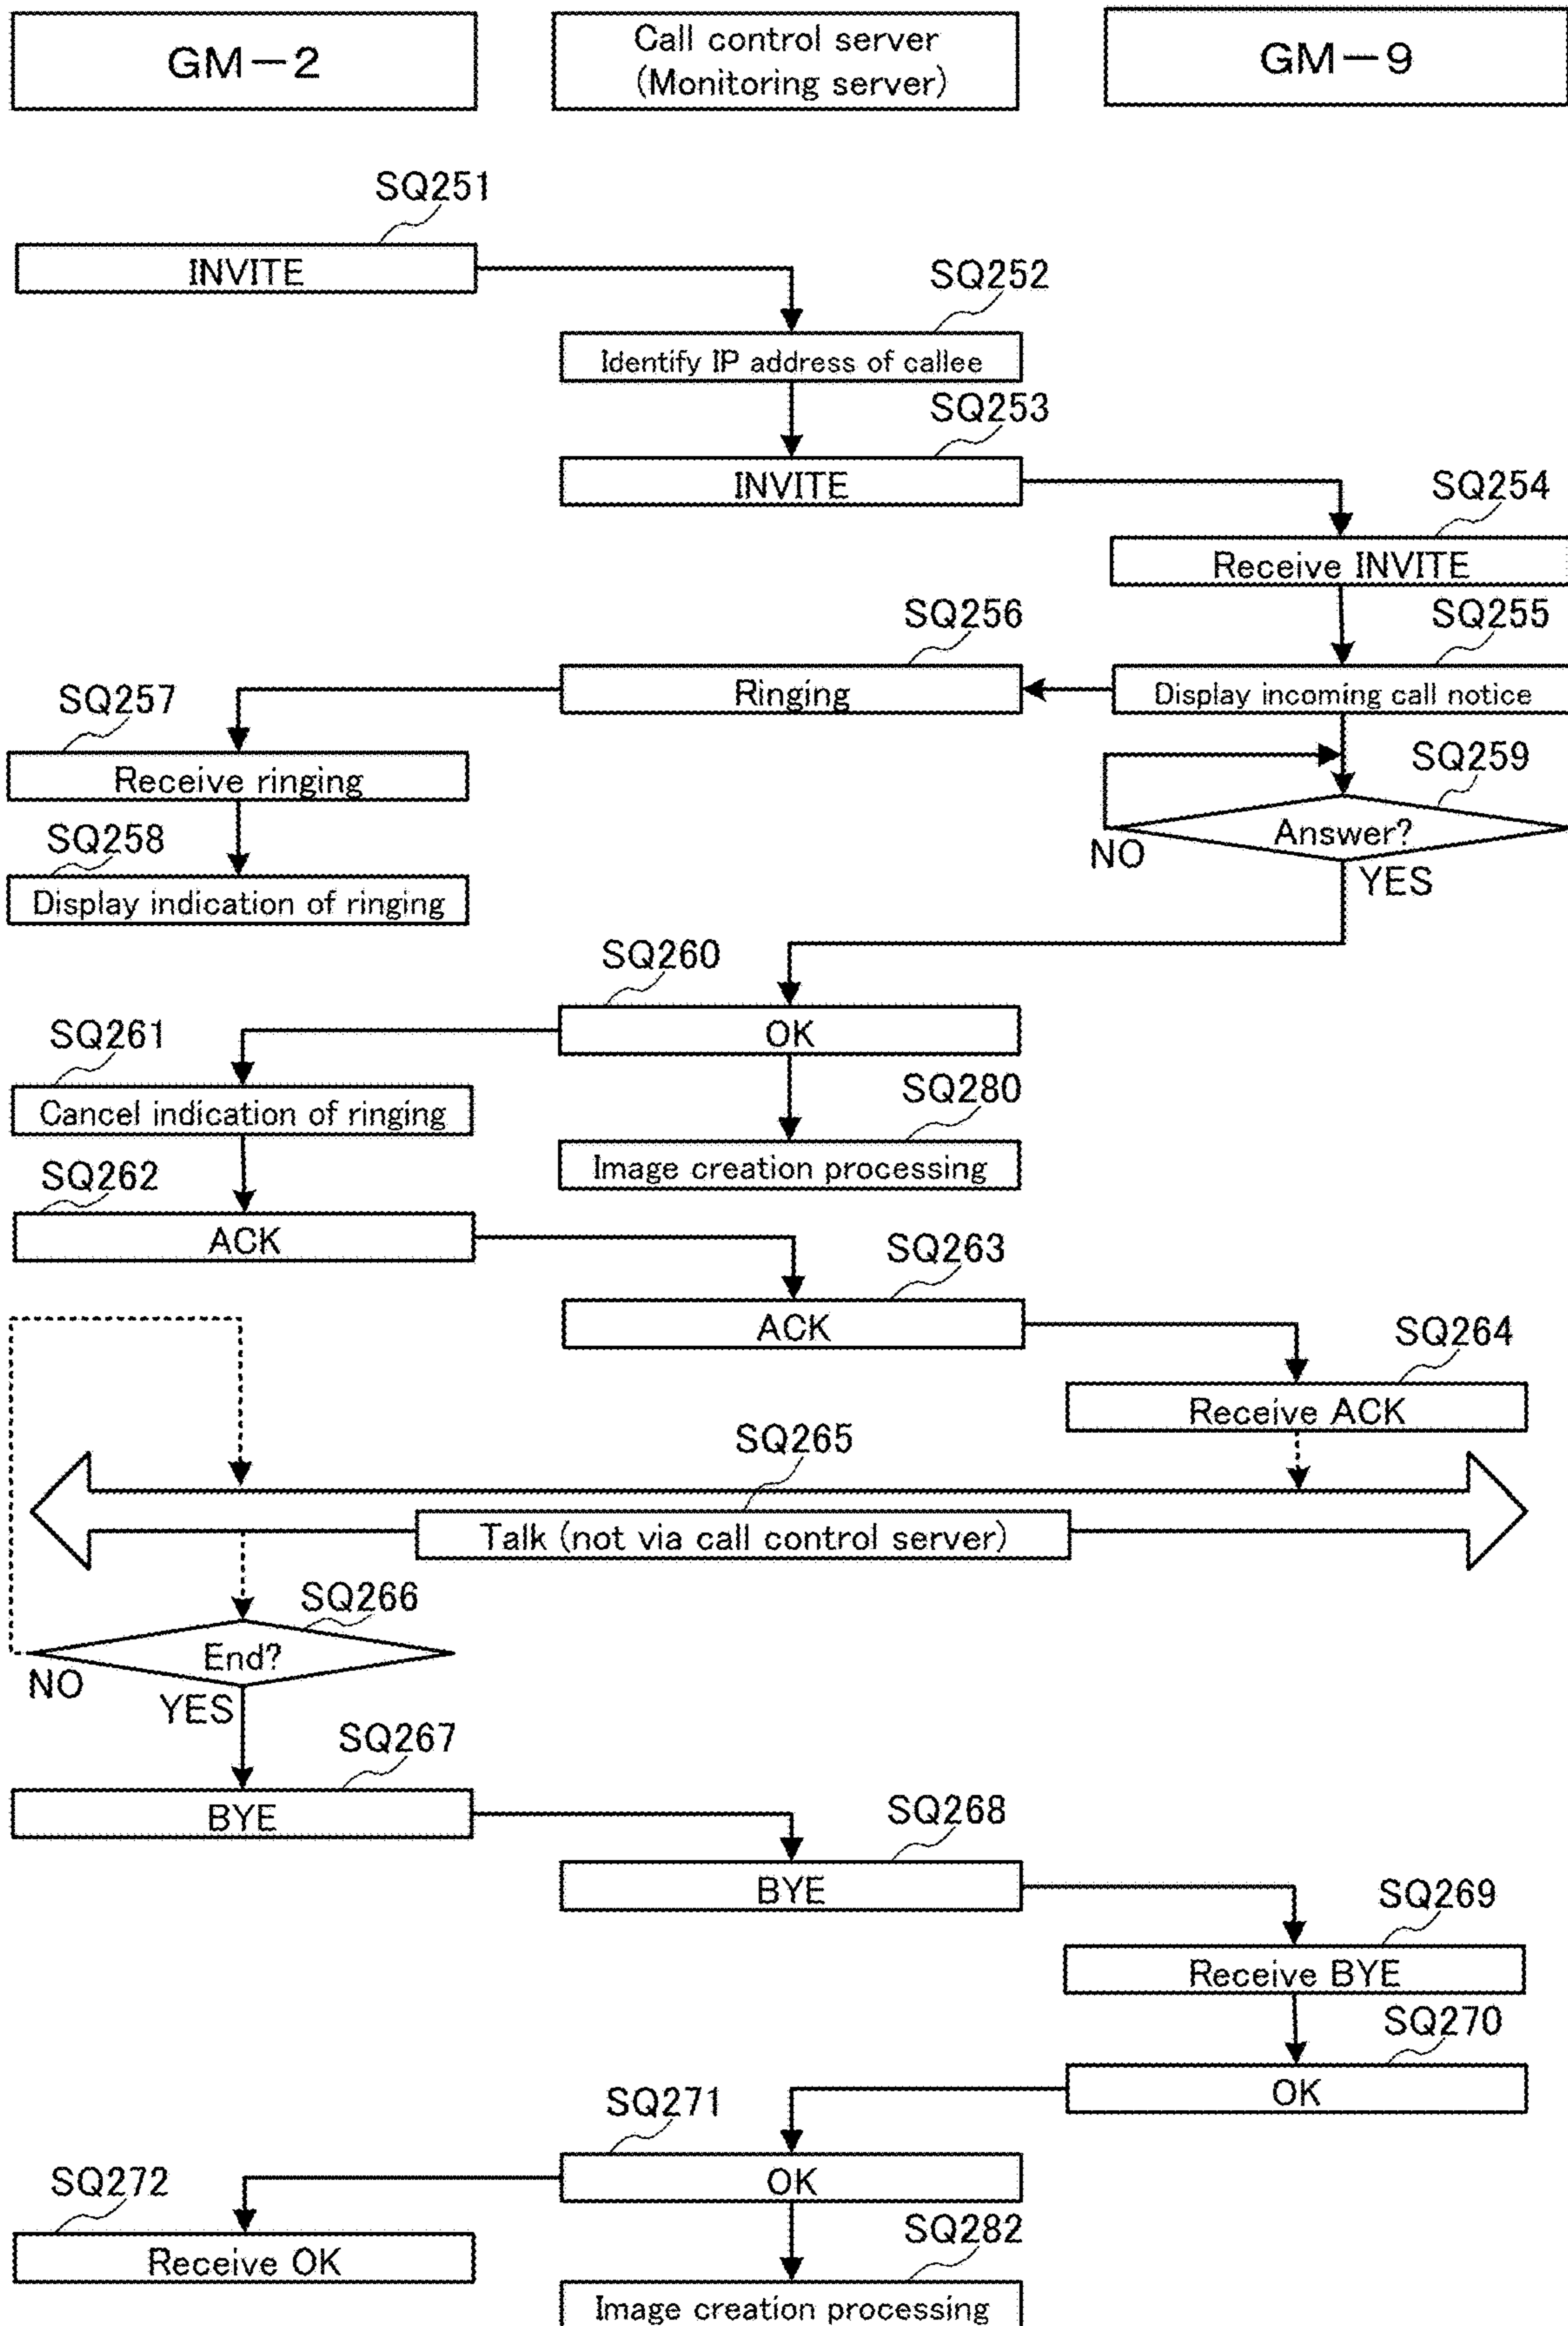 GM-2
Call control server
(Monitoring server)
GM-9
SQ251
INVITE
SQ252
Identify IP address of callee
SQ253
INVITE
SQ254
Receive INVITE
SQ255
Display incoming call notice
SQ256
Ringing
SQ257
Receive ringing
SQ258
Display indication of ringing
SQ259
Answer?
NO
YES
SQ260
OK
SQ261
Cancel indication of ringing
SQ280
Image creation processing
SQ262
ACK
SQ263
ACK
SQ264
Receive ACK
SQ265
Talk (not via call control server)
SQ266
End?
NO
YES
SQ267
BYE
SQ268
BYE
SQ269
Receive BYE
SQ270
OK
SQ271
OK
SQ272
Receive OK
SQ282
Image creation processing